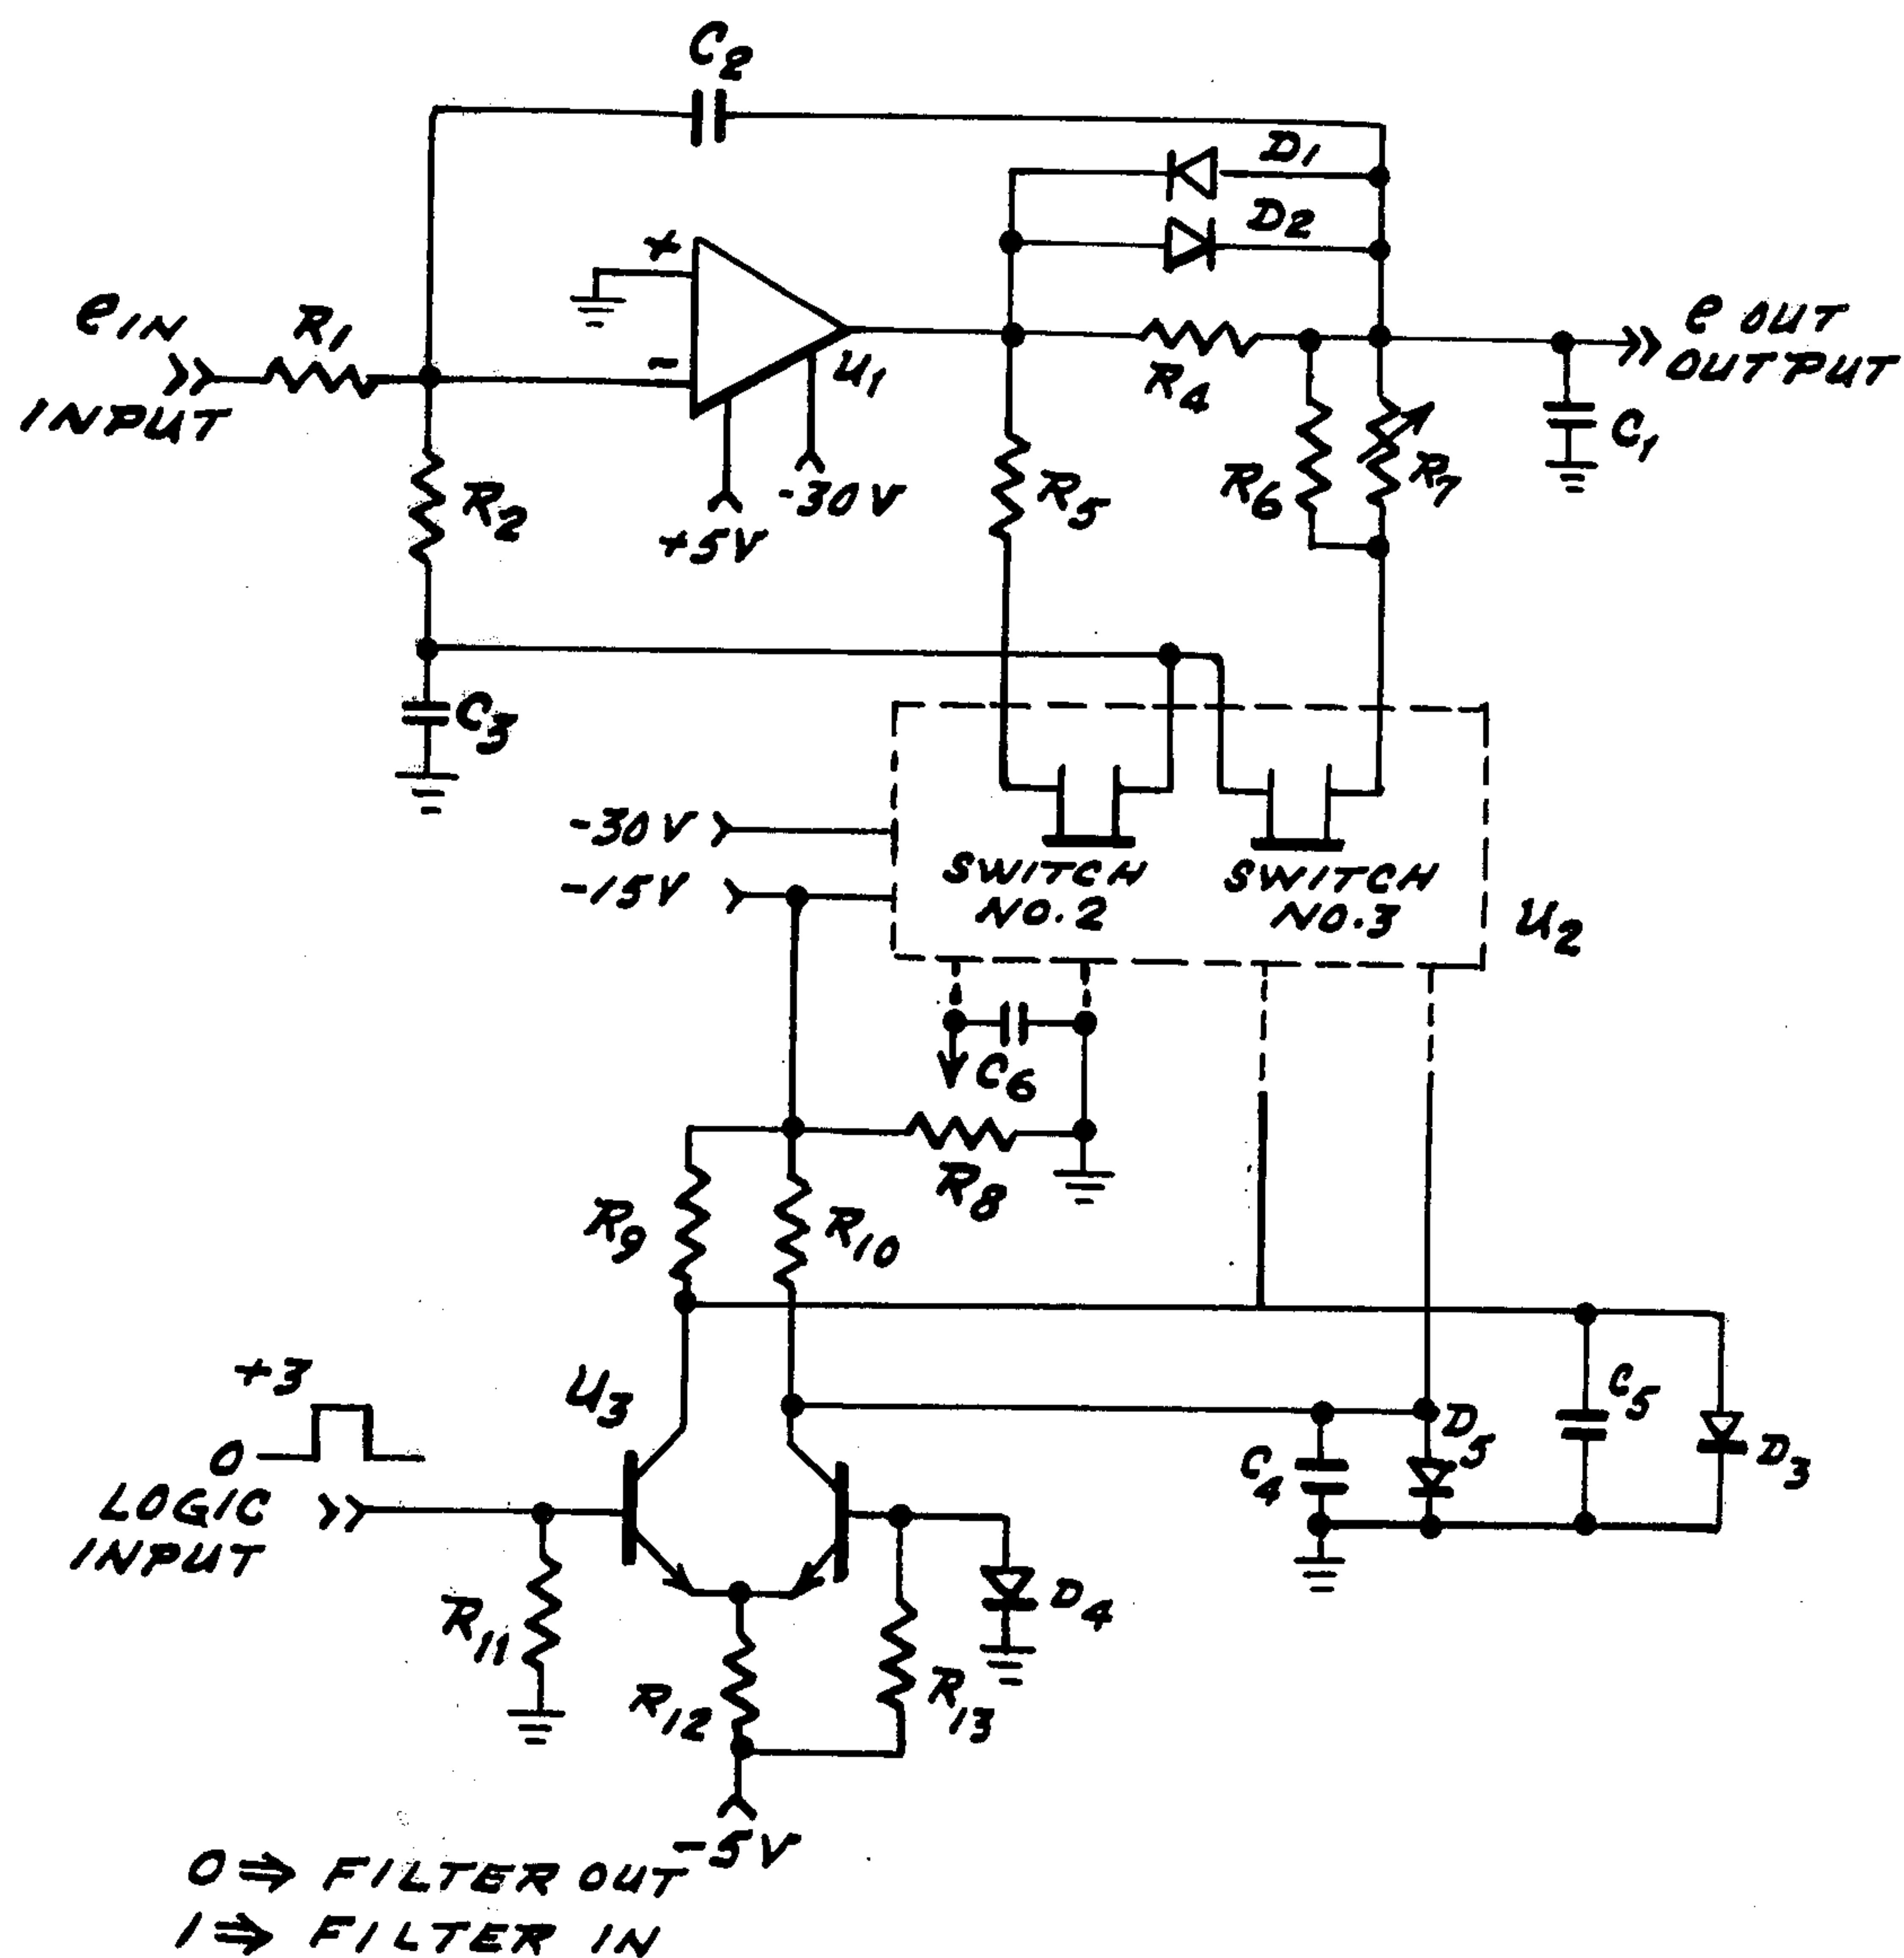 C2
D1
D2
+
-
U1
eIN
INPUT
R1
R4
e OUT
OUTPUT
C1
R2
+5V
-30V
R5
R6
R7
C3
-30V
-15V
SWITCH
NO.2
SWITCH
NO.3
U2
C6
R8
R9
R10
+3
0
LOGIC
INPUT
U3
C4
D5
C5
D3
R11
R12
R13
D4
-5V
0 ⇒ FILTER OUT
1 ⇒ FILTER IN